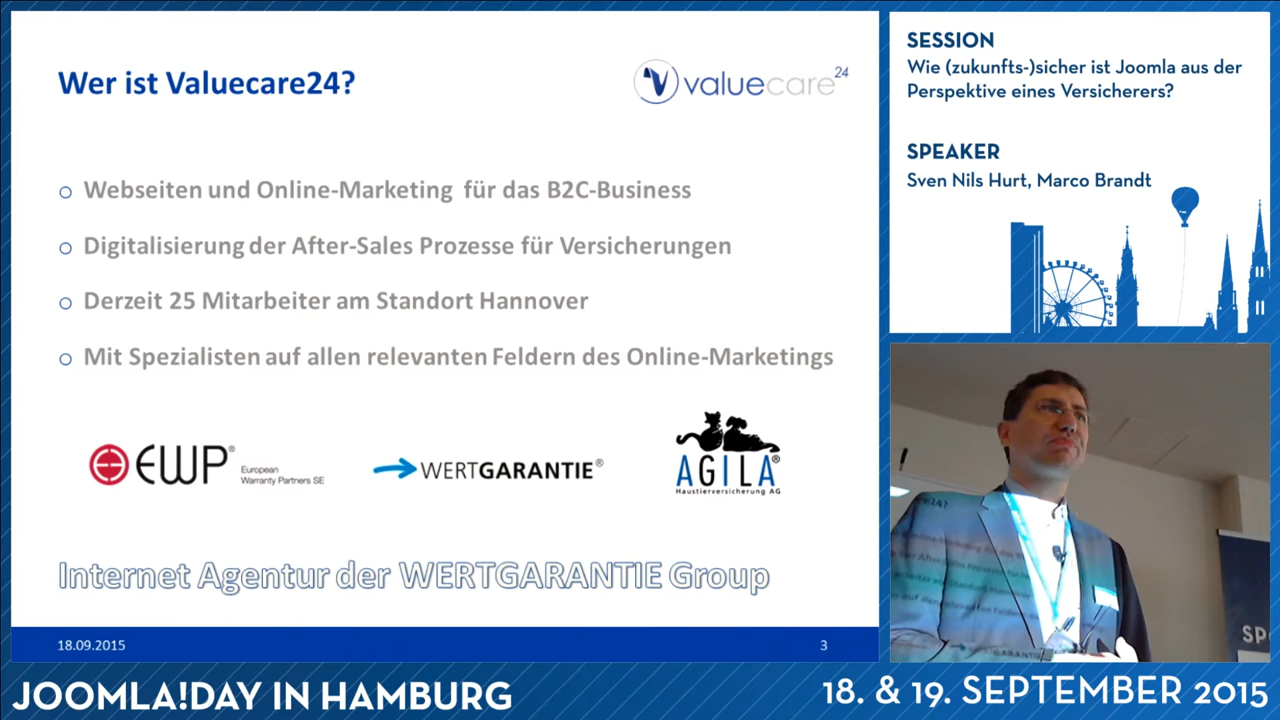 Wer ist Valuecare24?
valuecare24
Webseiten und Online-Marketing für das B2C-Business
Digitalisierung der After-Sales Prozesse für Versicherungen
Derzeit 25 Mitarbeiter am Standort Hannover
Mit Spezialisten auf allen relevanten Feldern des Online-Marketings
EWP® European
Warranty Partners SE
WERTGARANTIE®
AGILA®
Haustierversicherung AG
Internet Agentur der WERTGARANTIE Group
18.09.2015 3
SESSION
Wie (zukunfts-)sicher ist Joomla aus der
Perspektive eines Versicherers?
SPEAKER
Sven Nils Hurt, Marco Brandt
SP
JOOMLA!DAY IN HAMBURG
18. & 19. SEPTEMBER 2015